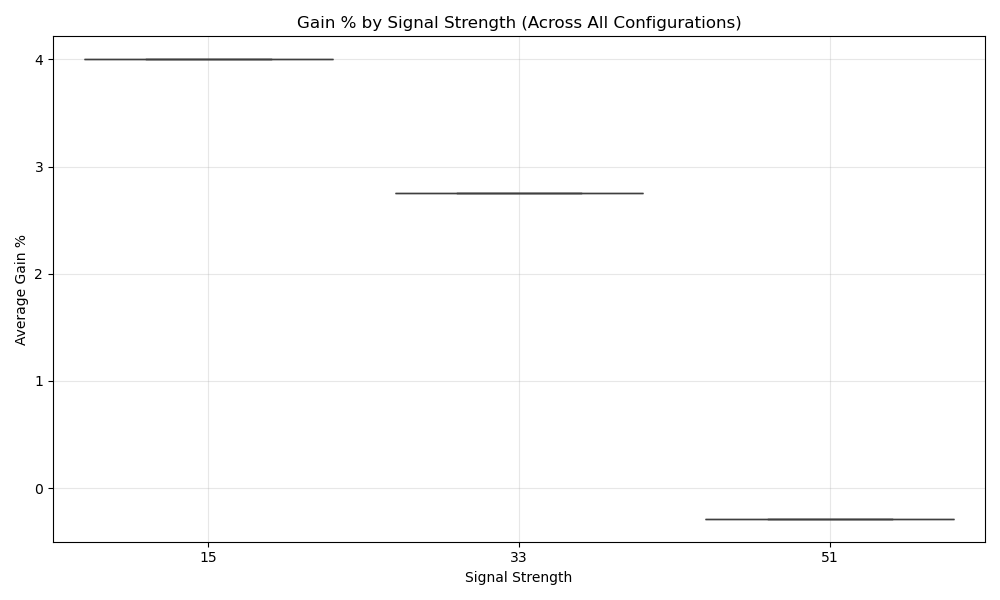 Gain % by Signal Strength (Across All Configurations)
Average Gain %
4
3
2
1
0
15 33 51
Signal Strength